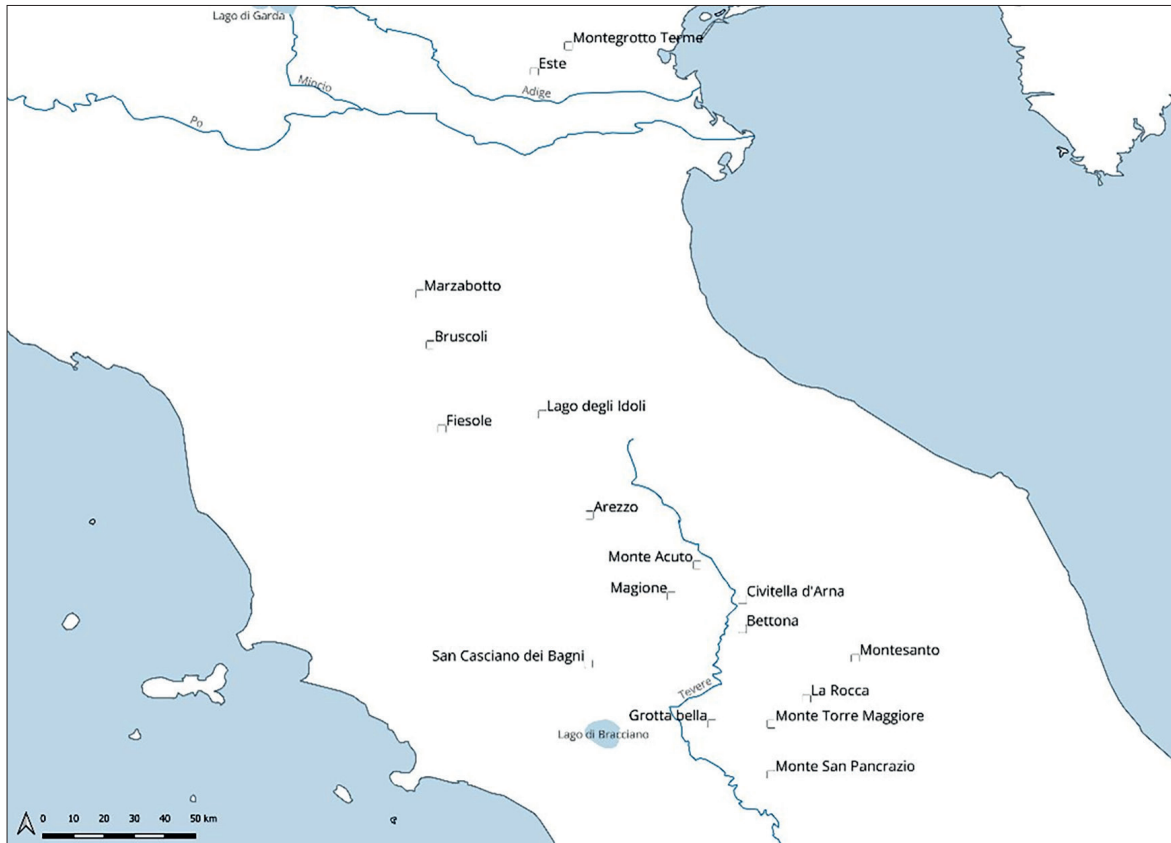 Lago di Garda
Montegrotto Terme
Este
Mincio
Adige
Po
Marzabotto
Bruscoli
Lago degli Idoli
Fiesole
Arezzo
Monte Acuto
Magione
Civitella d'Arna
Bettona
San Casciano dei Bagni
Montesanto
Tevere
La Rocca
Grotta bella
Monte Torre Maggiore
Lago di Bracciano
Monte San Pancrazio
0 10 20 30 40 50 km